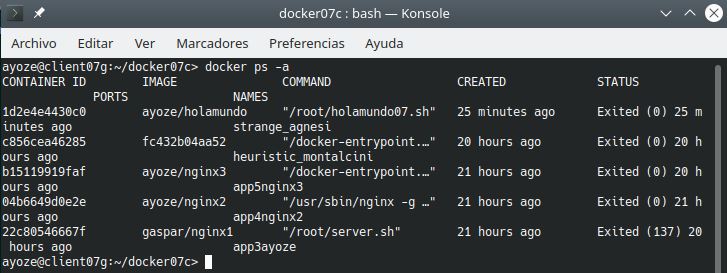 docker07c : bash — Konsole
Archivo Editar Ver Marcadores Preferencias Ayuda
ayoze@client07g:~/docker07c> docker ps -a
CONTAINER ID        IMAGE               COMMAND                  CREATED             STATUS
             PORTS               NAMES
1d2e4e4430c0        ayoze/holamundo     "/root/holamundo07.sh"   25 minutes ago      Exited (0) 25 m
inutes ago                       strange_agnesi
c856cea46285        fc432b04aa52        "/docker-entrypoint.…"   20 hours ago        Exited (0) 20 h
ours ago                         heuristic_montalcini
b15119919faf        ayoze/nginx3        "/docker-entrypoint.…"   21 hours ago        Exited (0) 20 h
ours ago                         app5nginx3
04b6649d0e2e        ayoze/nginx2        "/usr/sbin/nginx -g …"   21 hours ago        Exited (0) 21 h
ours ago                         app4nginx2
22c80546667f        gaspar/nginx1       "/root/server.sh"        21 hours ago        Exited (137) 20
 hours ago                       app3ayoze
ayoze@client07g:~/docker07c>